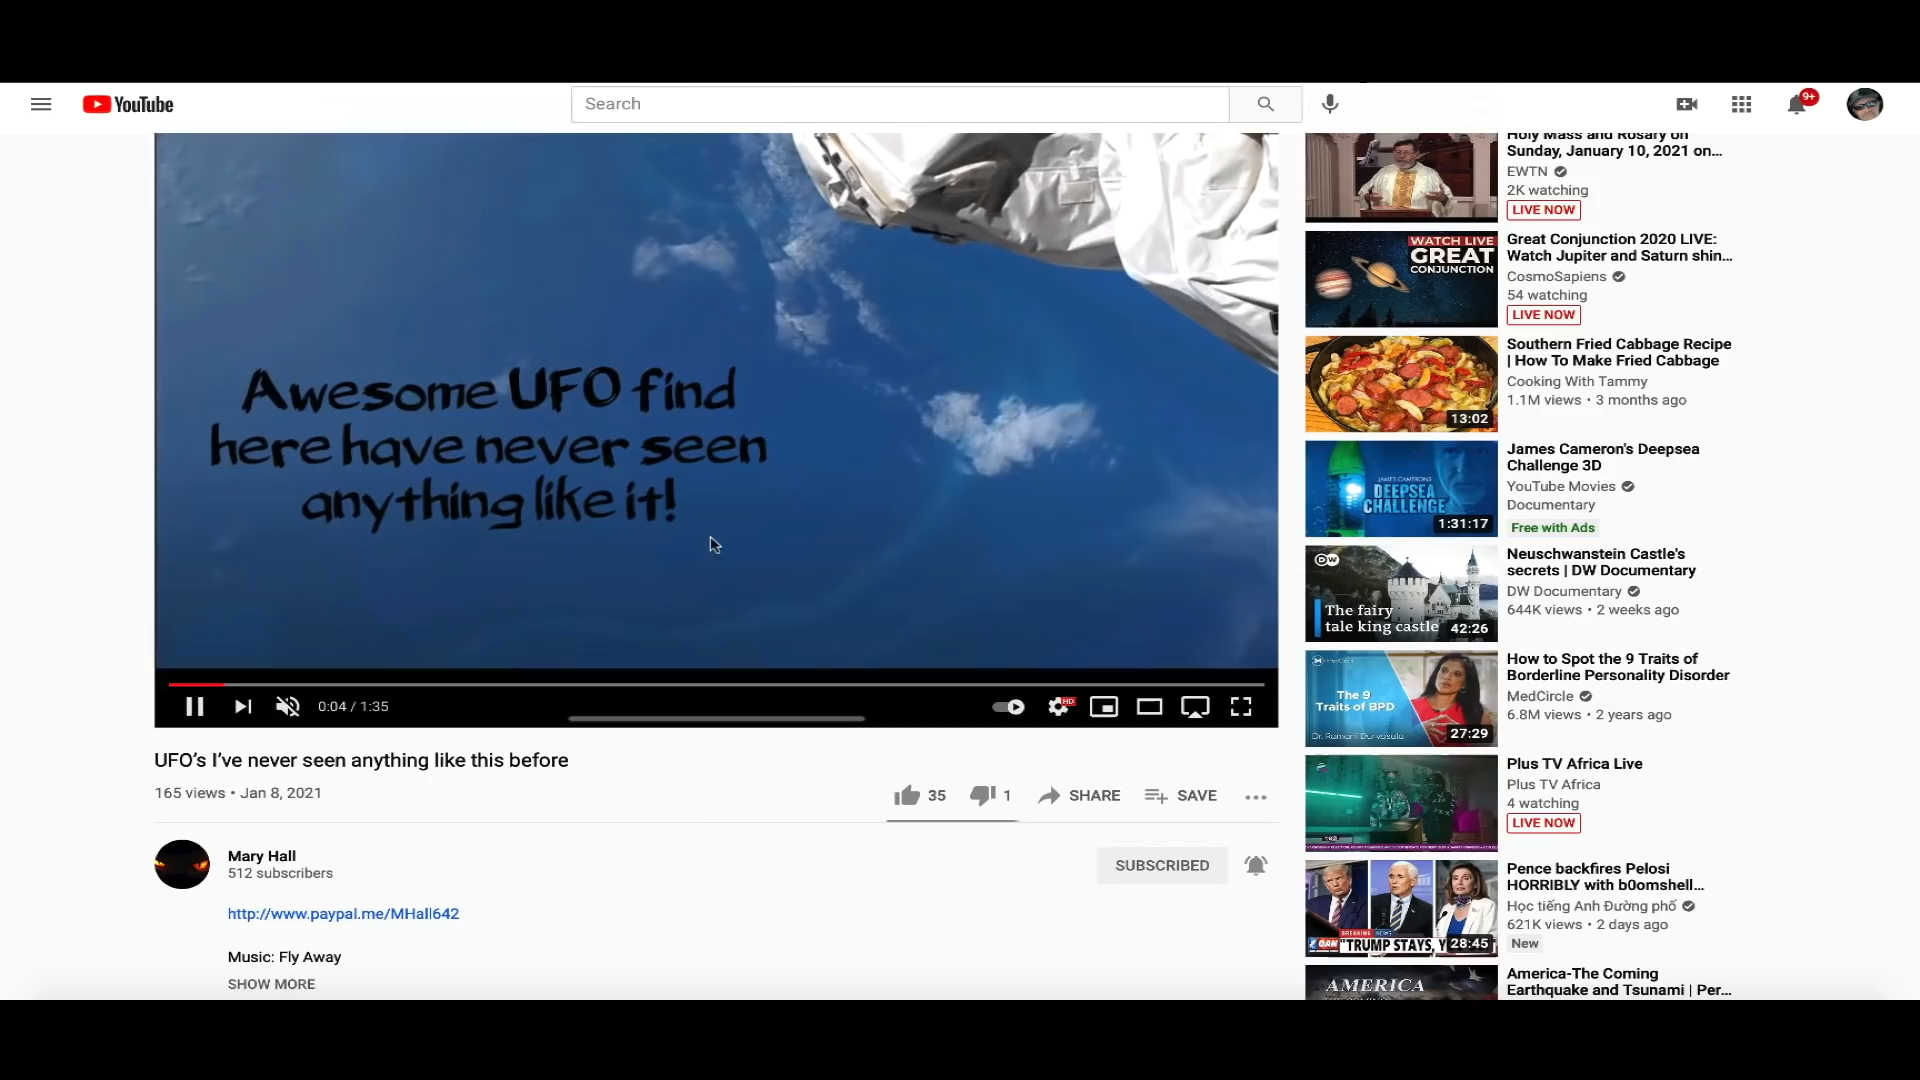 YouTube
Search
9+
Awesome UFO find
here have never seen
anything like it!
0:04 / 1:35
HD
UFO’s I’ve never seen anything like this before
165 views • Jan 8, 2021
35
1
SHARE
SAVE
Mary Hall
512 subscribers
SUBSCRIBED
http://www.paypal.me/MHall642
Music: Fly Away
SHOW MORE
Holy Mass and Rosary on
Sunday, January 10, 2021 on...
EWTN
2K watching
LIVE NOW
WATCH LIVE
GREAT
CONJUNCTION
Great Conjunction 2020 LIVE:
Watch Jupiter and Saturn shin...
CosmoSapiens
54 watching
LIVE NOW
13:02
Southern Fried Cabbage Recipe
| How To Make Fried Cabbage
Cooking With Tammy
1.1M views • 3 months ago
JAMES CAMERON'S
DEEPSEA
CHALLENGE
1:31:17
James Cameron's Deepsea
Challenge 3D
YouTube Movies
Documentary
Free with Ads
DW
The fairy
tale king castle
42:26
Neuschwanstein Castle's
secrets | DW Documentary
DW Documentary
644K views • 2 weeks ago
MedCircle
The 9
Traits of BPD
Dr. Ramani Durvasula
27:29
How to Spot the 9 Traits of
Borderline Personality Disorder
MedCircle
6.8M views • 2 years ago
Plus TV Africa Live
Plus TV Africa
4 watching
LIVE NOW
BREAKING NEWS
OAN
"TRUMP STAYS, Y
28:45
Pence backfires Pelosi
HORRIBLY with b0omshell...
Học tiếng Anh Đường phố
621K views • 2 days ago
New
AMERICA
America-The Coming
Earthquake and Tsunami | Per...